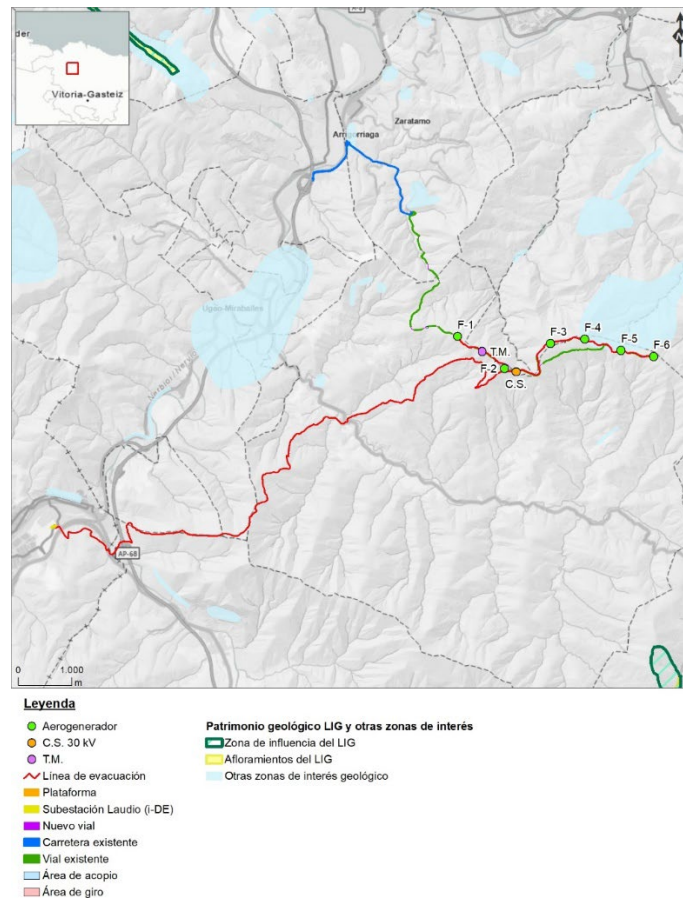 der
Vitoria-Gasteiz
N
Zaratamo
Arrigorriaga
Ugao-Miraballes
F-1
T.M.
F-2
C.S.
F-3
F-4
F-5
F-6
AP-68
0 1.000
m
Leyenda
Aerogenerador
C.S. 30 kV
T.M.
Línea de evacuación
Plataforma
Subestación Laudio (i-DE)
Nuevo vial
Carretera existente
Vial existente
Área de acopio
Área de giro
Patrimonio geológico LIG y otras zonas de interés
Zona de influencia del LIG
Afloramientos del LIG
Otras zonas de interés geológico